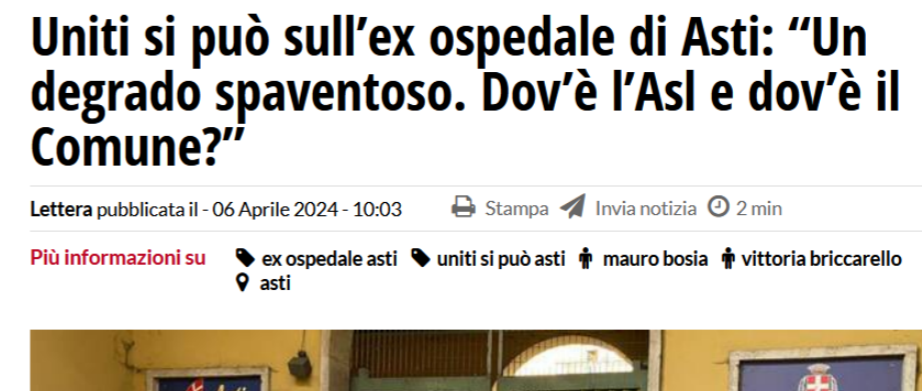 Uniti si può sull’ex ospedale di Asti: “Un
degrado spaventoso. Dov’è l’Asl e dov’è il
Comune?”
Lettera pubblicata il - 06 Aprile 2024 - 10:03 Stampa Invia notizia 2 min
Più informazioni su ex ospedale asti uniti si può asti mauro bosia vittoria briccarello
asti